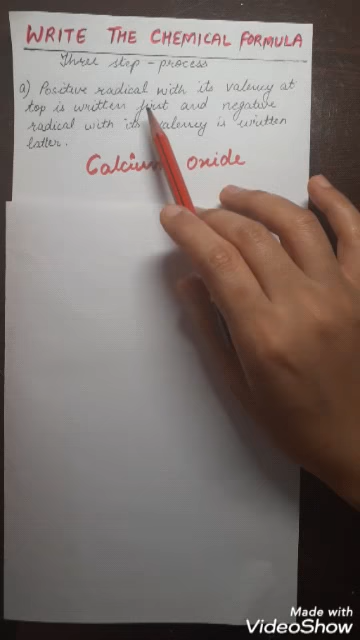 WRITE THE CHEMICAL FORMULA
Three step - process
a) Positive radical with its valency at
top is written first and negative
radical with its valency is written
latter.
Calcium oxide
Made with
VideoShow